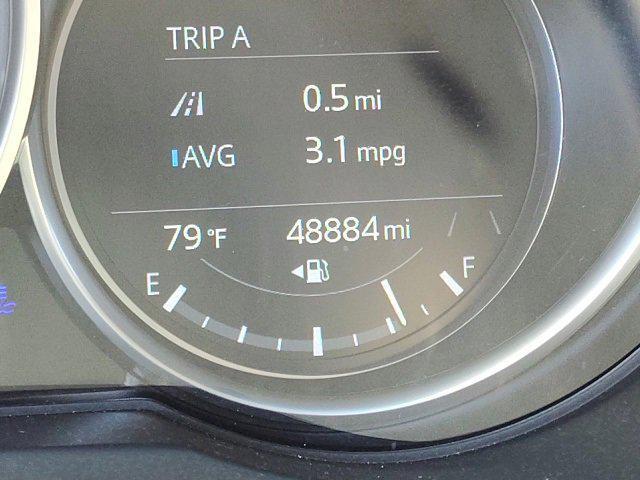 TRIP A
0.5 mi
AVG 3.1 mpg
79 °F 48884 mi
E F